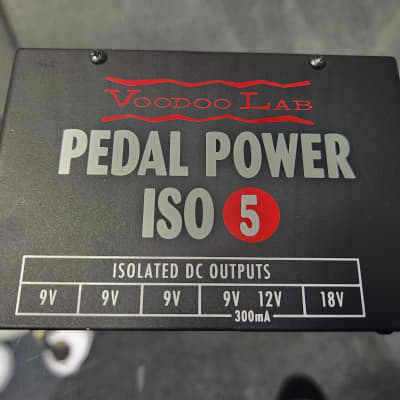 VOODOO LAB
PEDAL POWER
ISO 5
ISOLATED DC OUTPUTS
9V 9V 9V 9V 12V 18V
300mA